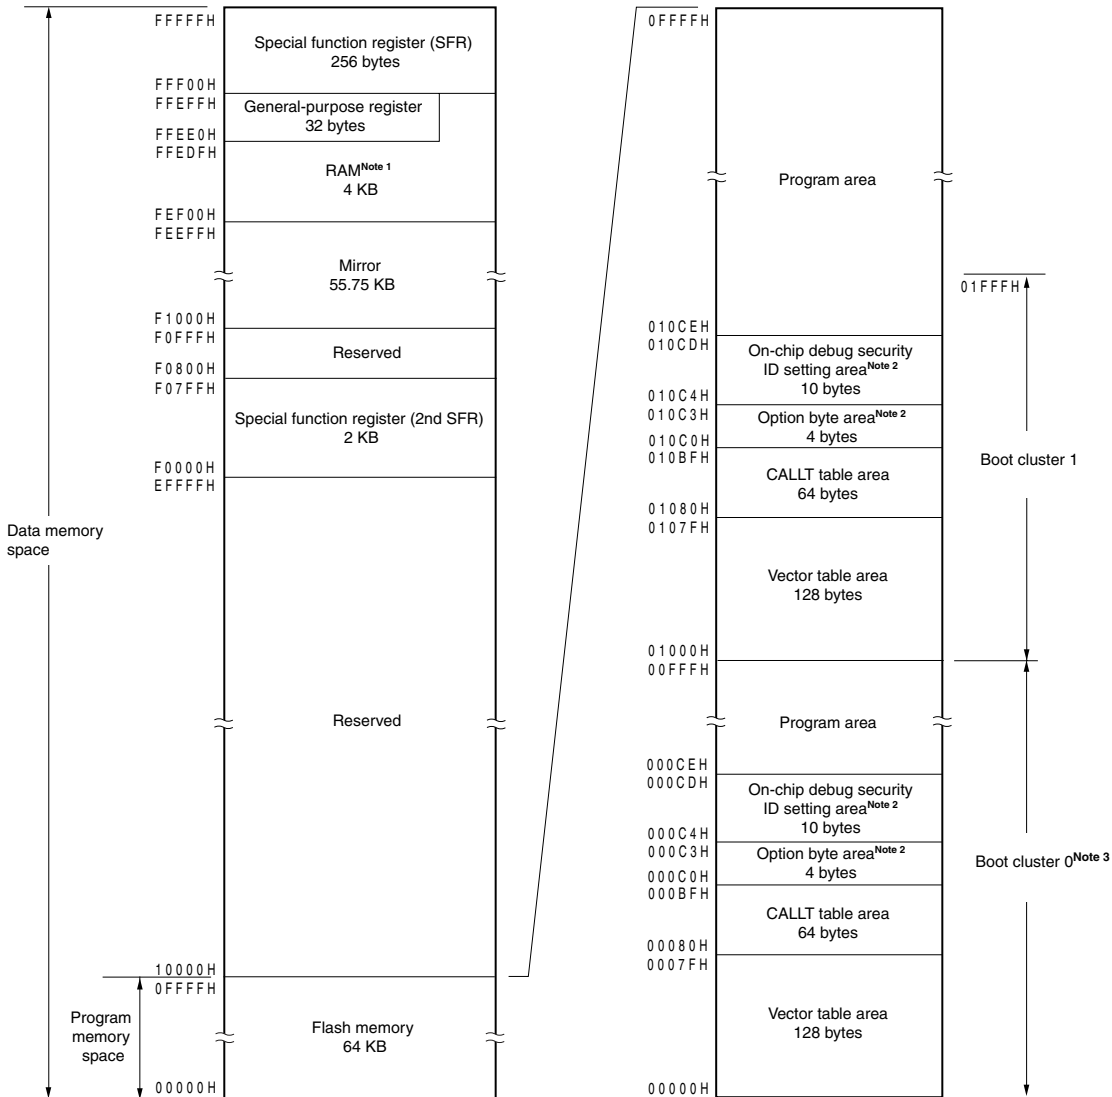 FFFFFH
Special function register (SFR)
256 bytes
FFF00H
FFEFFH
General-purpose register
32 bytes
FFEE0H
FFEDFH
RAMNote 1
4 KB
FEF00H
FEEFFH
Mirror
55.75 KB
F1000H
F0FFFH
Reserved
F0800H
F07FFH
Special function register (2nd SFR)
2 KB
F0000H
EFFFFH
Data memory
space
Reserved
10000H
0FFFFH
Program
memory
space
Flash memory
64 KB
00000H
0FFFFH
Program area
01FFFH
010CEH
010CDH
On-chip debug security
ID setting areaNote 2
10 bytes
010C4H
010C3H
Option byte areaNote 2
4 bytes
010C0H
010BFH
Boot cluster 1
CALLT table area
64 bytes
01080H
0107FH
Vector table area
128 bytes
01000H
00FFFH
Program area
000CEH
000CDH
On-chip debug security
ID setting areaNote 2
10 bytes
000C4H
000C3H
Option byte areaNote 2
4 bytes
Boot cluster 0Note 3
000C0H
000BFH
CALLT table area
64 bytes
00080H
0007FH
Vector table area
128 bytes
00000H